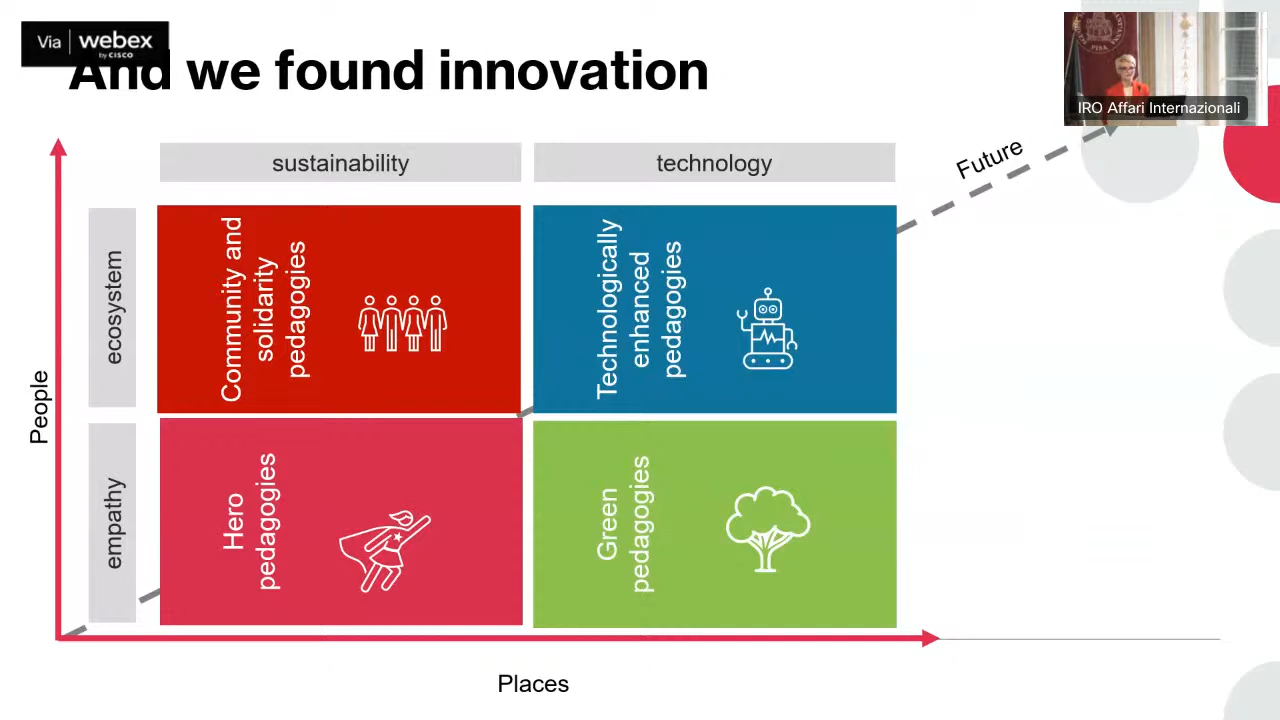 Via webex
by CISCO
And we found innovation
PISA
IRO Affari Internazionali
sustainability
technology
Future
People
ecosystem
Community and
solidarity
pedagogies
Technologically
enhanced
pedagogies
empathy
Hero
pedagogies
Green
pedagogies
Places